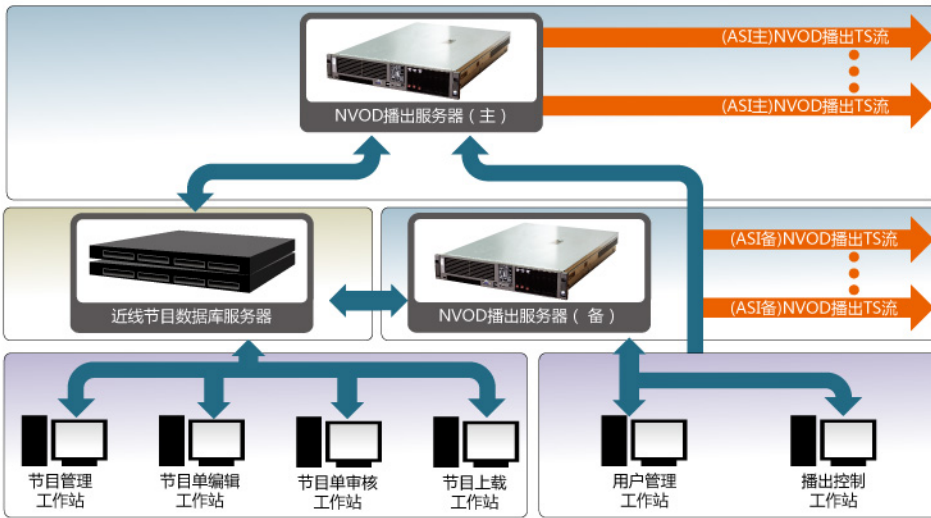 (ASI主)NVOD播出TS流
(ASI主)NVOD播出TS流
NVOD播出服务器（主）
(ASI备)NVOD播出TS流
(ASI备)NVOD播出TS流
近线节目数据库服务器
NVOD播出服务器（ 备）
节目管理
工作站
节目单编辑
工作站
节目单审核
工作站
节目上载
工作站
用户管理
工作站
播出控制
工作站